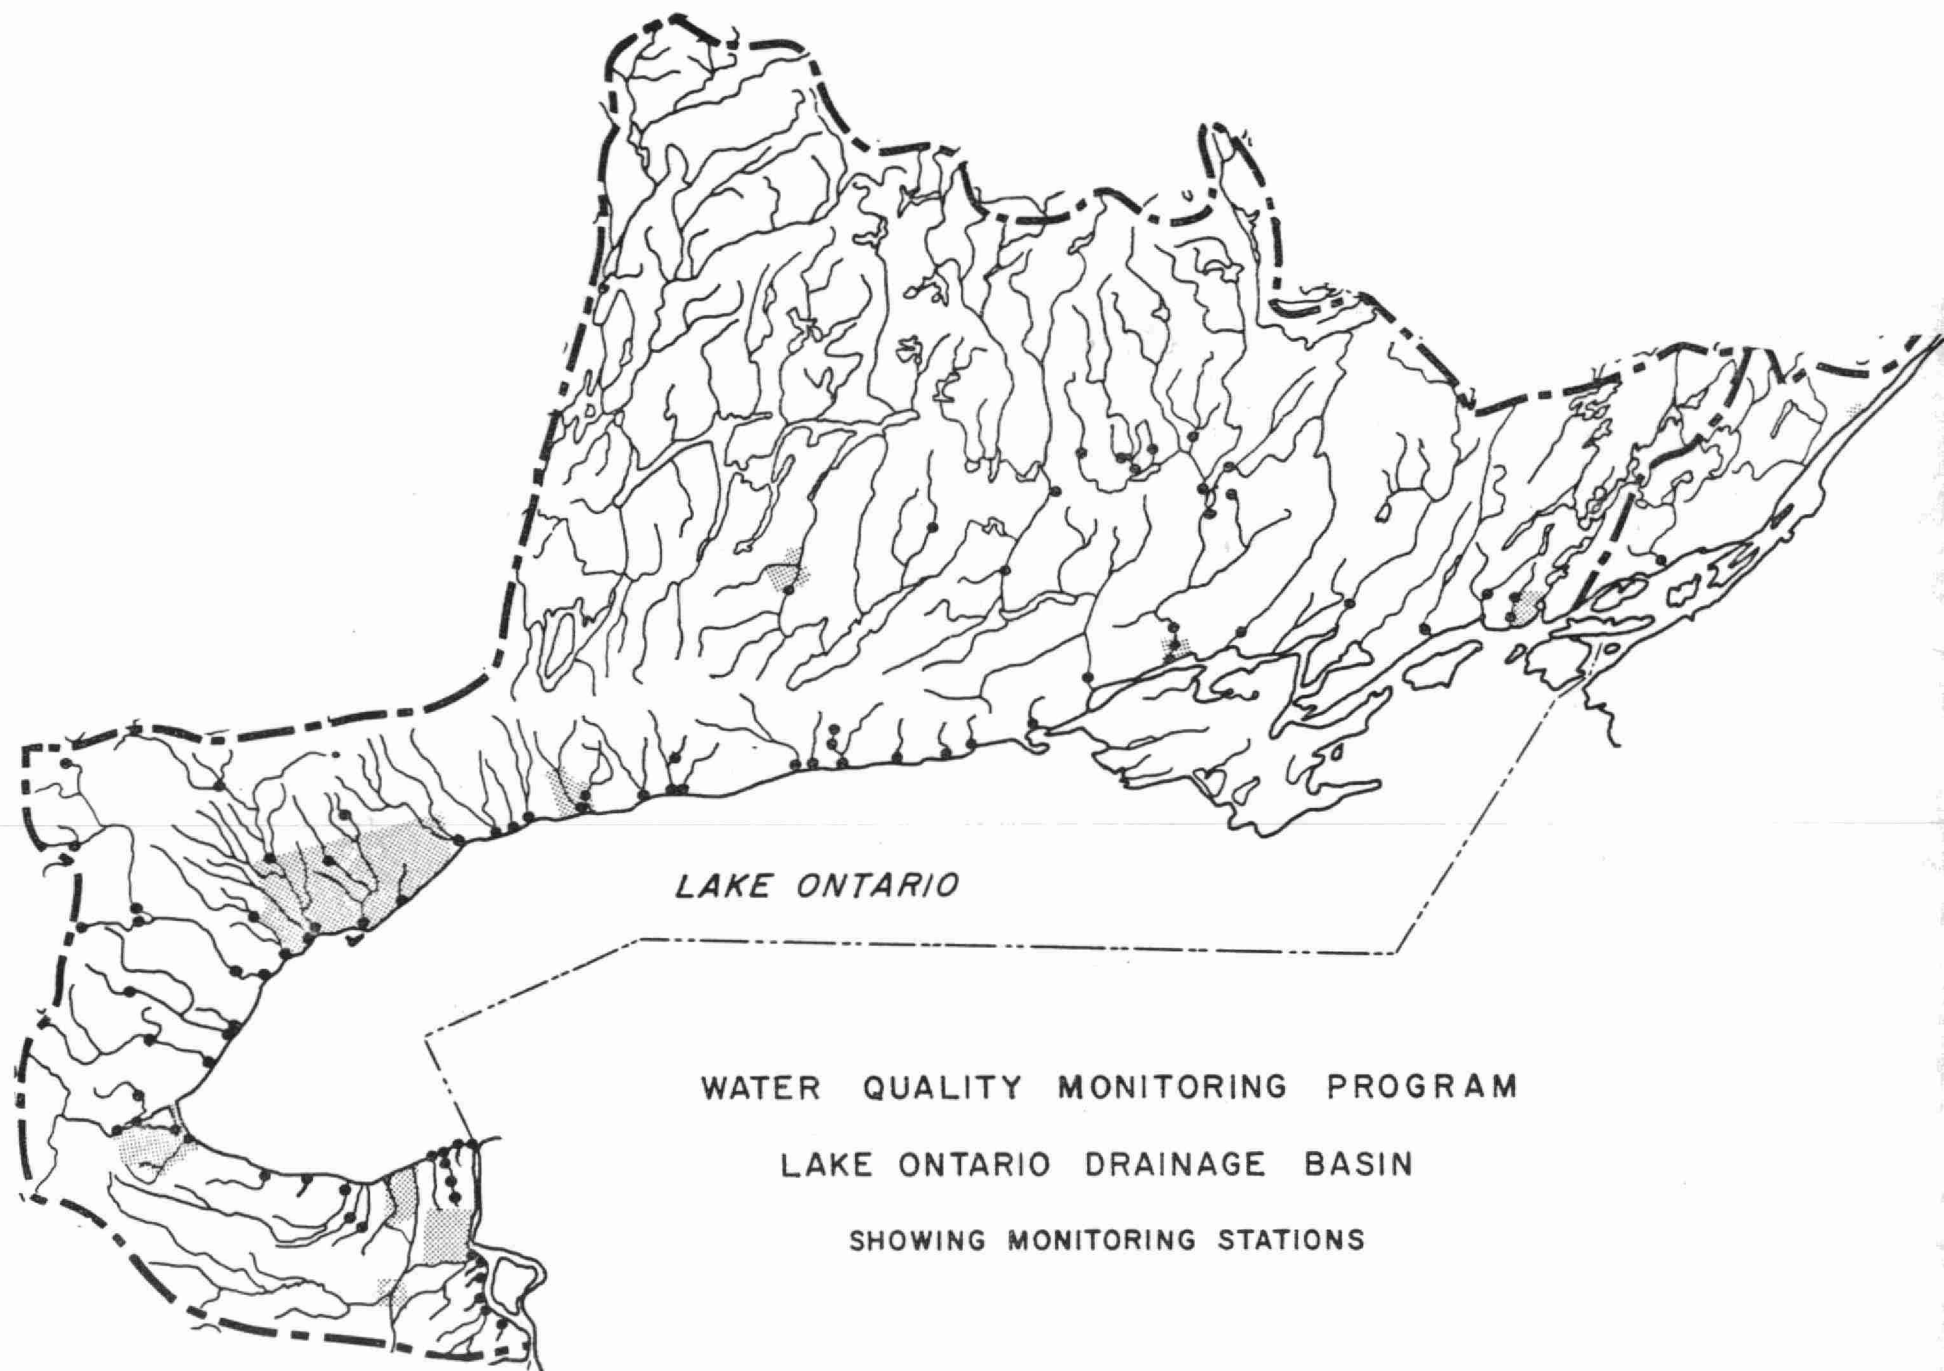 LAKE ONTARIO
WATER QUALITY MONITORING PROGRAM
LAKE ONTARIO DRAINAGE BASIN
SHOWING MONITORING STATIONS